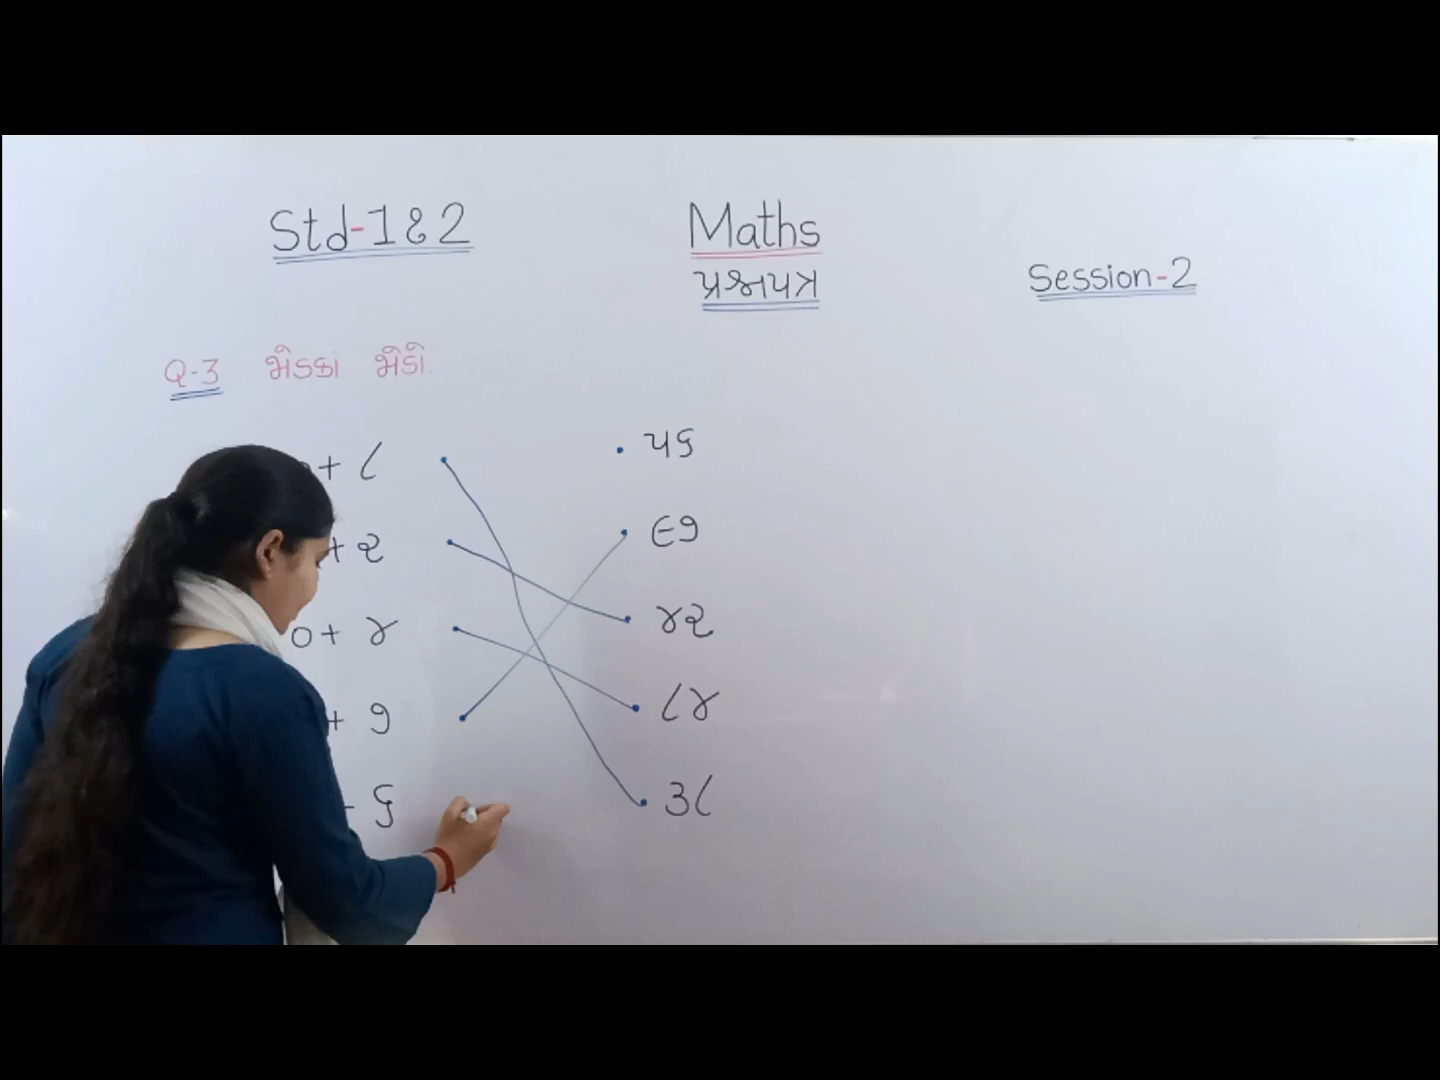 Std-1 & 2
Maths
પ્રશ્નપત્ર
Session-2
Q-3 જોડકા જોડો.
+ ૮ • • ૫૬
+ ૨ • • ૯૭
૦ + ૪ • • ૪૨
+ ૭ • • ૮૪
૬ • ૩૮